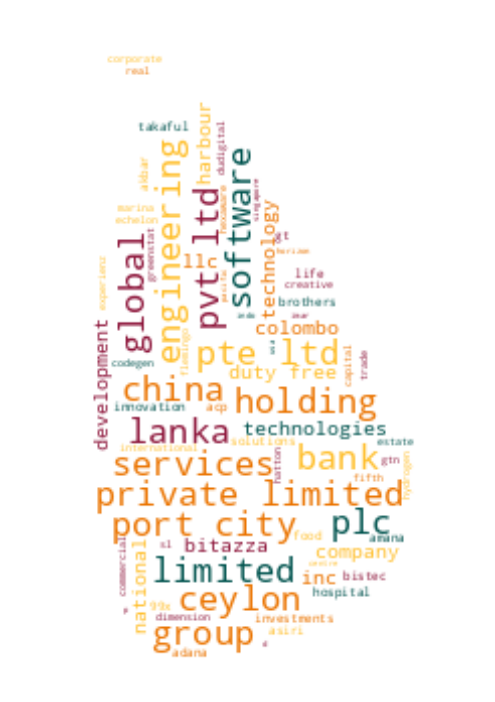 corporate
real
takaful
harbour
dudigital
engineering
software
akbar
pvt ltd
singapore
technology
marina
echelon
global
greenstat
llc
life
creative
experienz
brothers
colombo
development
flamingo
pte ltd
codegen
duty free
capital
trade
china
holding
innovation
acp
lanka
technologies
international
solutions
estate
services
hatton
bank
gtn
fifth
hydrogen
private limited
port city
plc
food
amana
commercial
national
sl
bitazza
company
limited
inc
bistec
hospital
99x
ceylon
dimension
investments
group
asiri
adana